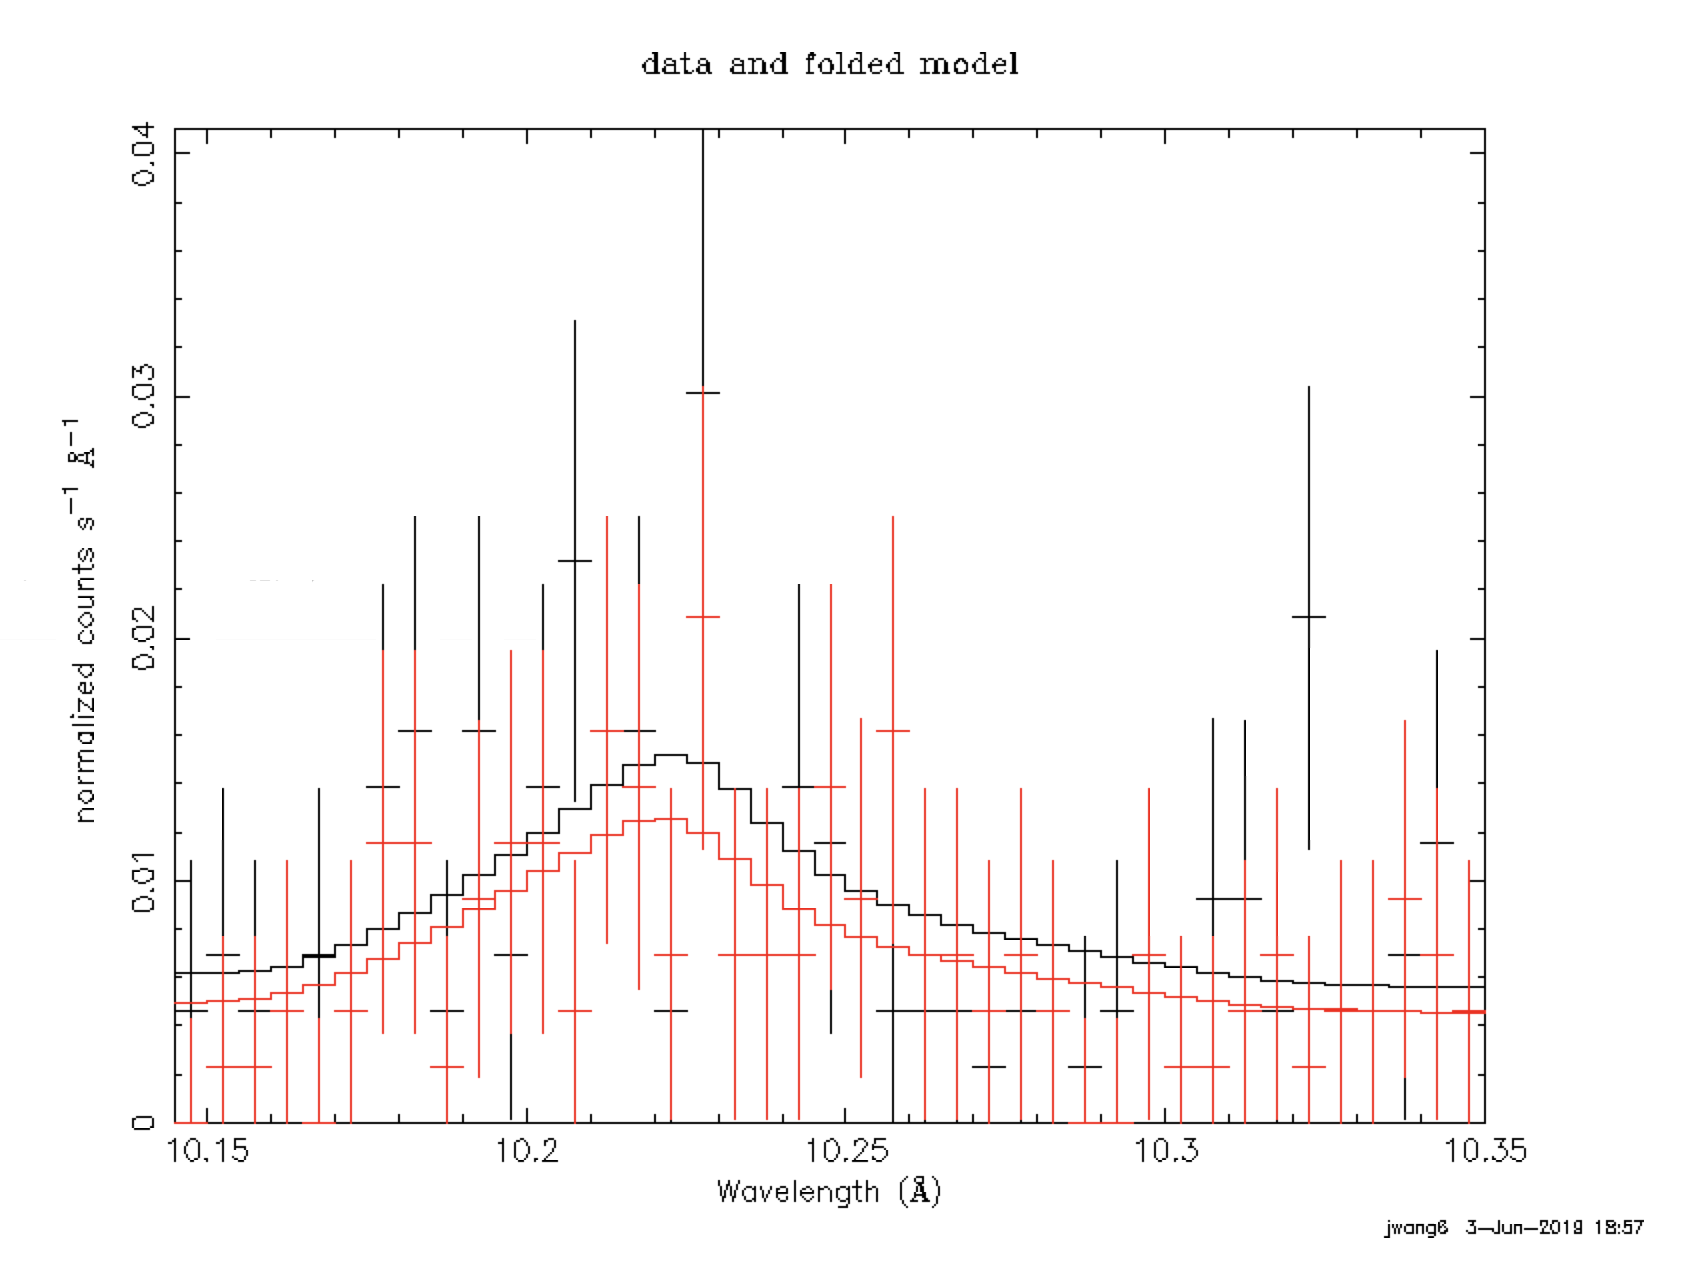 data and folded model
0.04
0.03
0.02
0.01
0
normalized counts s⁻¹ Å⁻¹
10.15 10.2 10.25 10.3 10.35
Wavelength (Å)
jwang6 3-Jun-2019 18:57